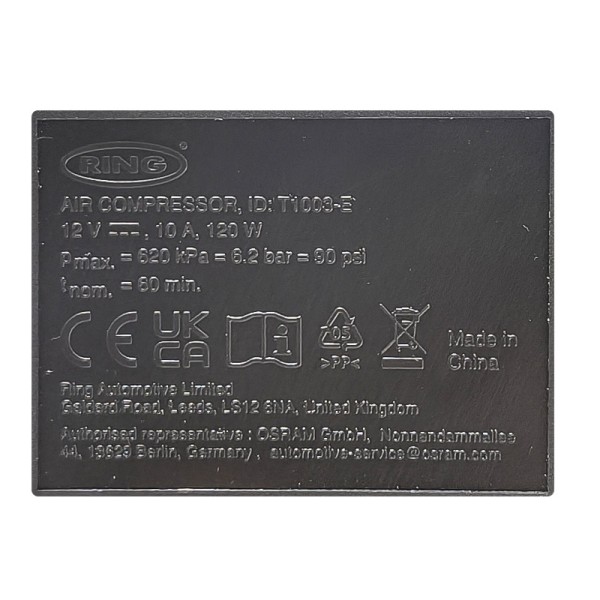 RING®
AIR COMPRESSOR, ID: T1003-E
12 V ⎓, 10 A, 120 W
pmax. = 620 kPa = 6.2 bar = 90 psi
tnom. = 60 min.
CE UK CA i 05 >PP<
Made in
China
Ring Automotive Limited
Gelderd Road, Leeds, LS12 6NA, United Kingdom
Authorised representative : OSRAM GmbH, Nonnendammallee
44, 13629 Berlin, Germany, automotive-service@osram.com